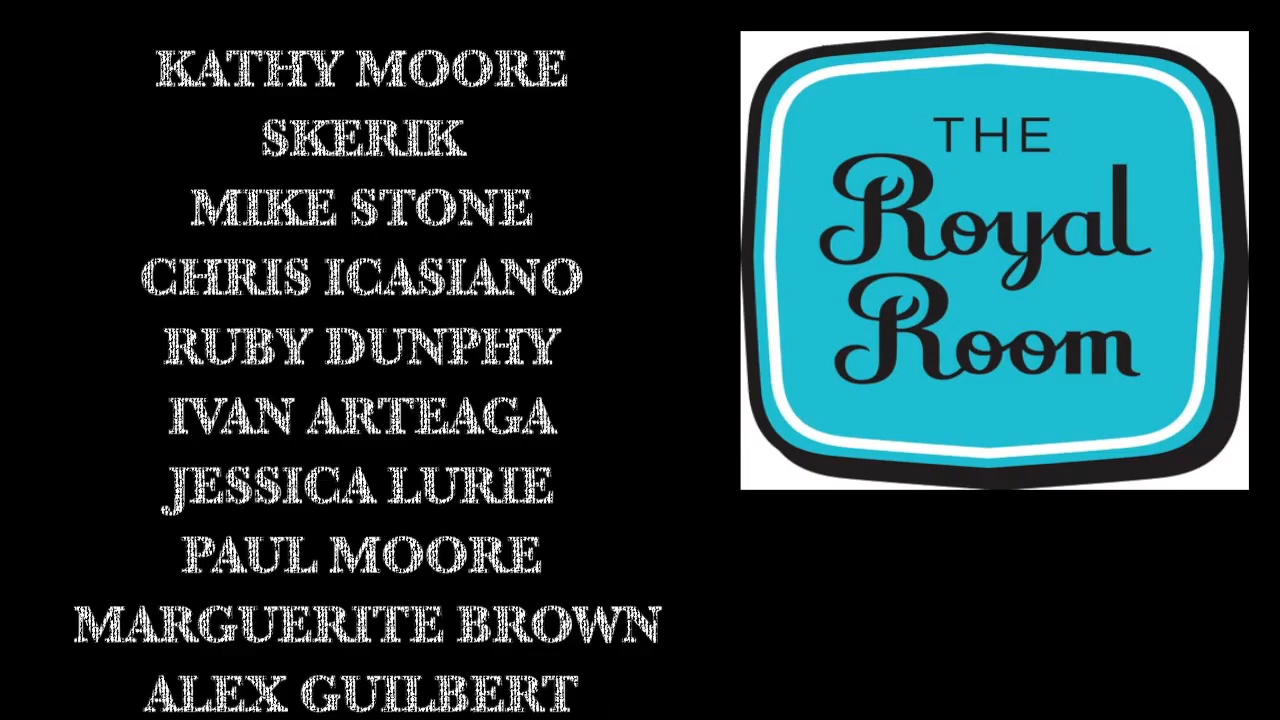 KATHY MOORE
SKERIK
MIKE STONE
CHRIS ICASIANO
RUBY DUNPHY
IVAN ARTEAGA
JESSICA LURIE
PAUL MOORE
MARGUERITE BROWN
ALEX GUILBERT
THE
Royal
Room